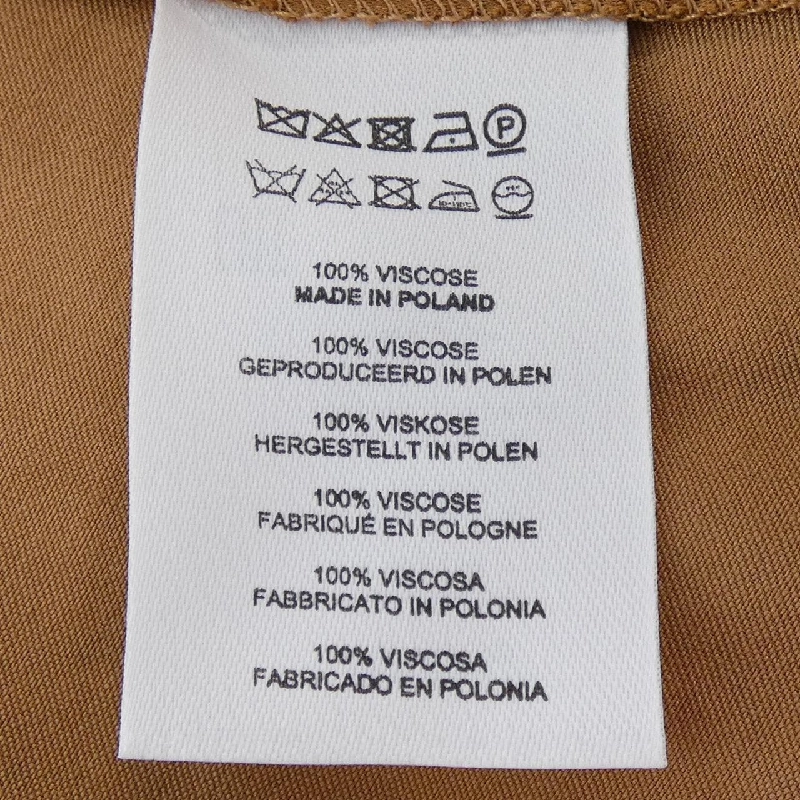 P
100% VISCOSE
MADE IN POLAND
100% VISCOSE
GEPRODUCEERD IN POLEN
100% VISKOSE
HERGESTELLT IN POLEN
100% VISCOSE
FABRIQUÉ EN POLOGNE
100% VISCOSA
FABBRICATO IN POLONIA
100% VISCOSA
FABRICADO EN POLONIA